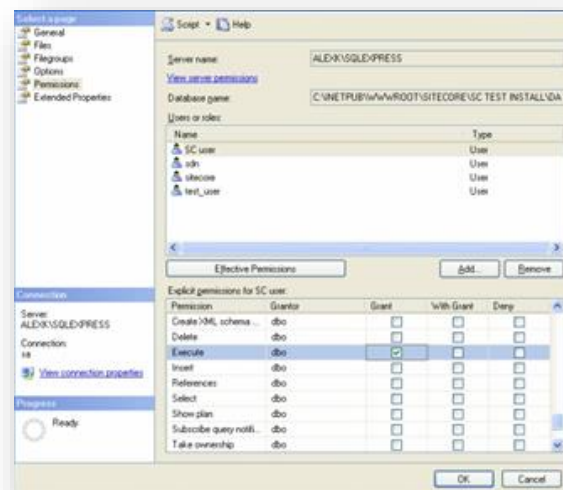 Select a page
General
Files
Filegroups
Options
Permissions
Extended Properties
Script Help
Server name: ALEXK\SQLEXPRESS
View server permissions
Database name: C:\INETPUB\WWWROOT\SITECORE\SC TEST INSTALL\DA
Users or roles:
Name Type
SC user User
sdn User
sitecore User
test_user User
Effective Permissions Add... Remove
Explicit permissions for SC user:
Permission Grantor Grant With Grant Deny
Create XML schema ... dbo
Delete dbo
Execute dbo
Insert dbo
References dbo
Select dbo
Show plan dbo
Subscribe query notifi... dbo
Take ownership dbo
Connection
Server:
ALEXK\SQLEXPRESS
Connection:
sa
View connection properties
Progress
Ready
OK Cancel